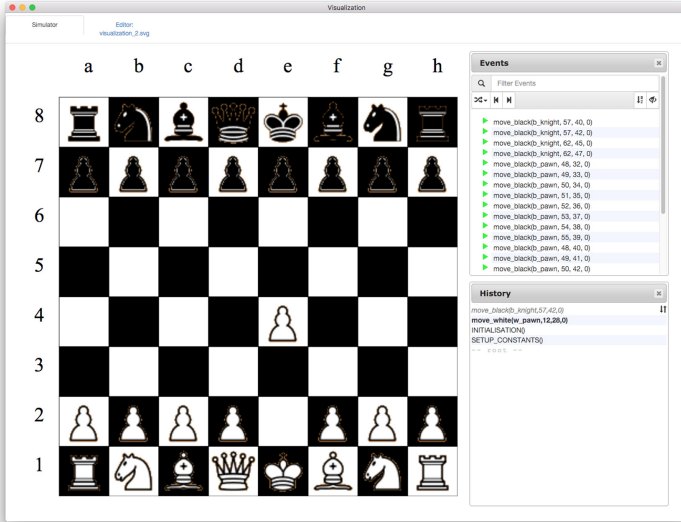 Visualization
Simulator
Editor:
visualization_2.svg
a b c d e f g h
8
7
6
5
4
3
2
1
Events
Filter Events
move_black(b_knight, 57, 40, 0)
move_black(b_knight, 57, 42, 0)
move_black(b_knight, 62, 45, 0)
move_black(b_knight, 62, 47, 0)
move_black(b_pawn, 48, 32, 0)
move_black(b_pawn, 49, 33, 0)
move_black(b_pawn, 50, 34, 0)
move_black(b_pawn, 51, 35, 0)
move_black(b_pawn, 52, 36, 0)
move_black(b_pawn, 53, 37, 0)
move_black(b_pawn, 54, 38, 0)
move_black(b_pawn, 55, 39, 0)
move_black(b_pawn, 48, 40, 0)
move_black(b_pawn, 49, 41, 0)
move_black(b_pawn, 50, 42, 0)
History
move_black(b_knight,57,42,0)
move_white(w_pawn,12,28,0)
INITIALISATION()
SETUP_CONSTANTS()
-- root --